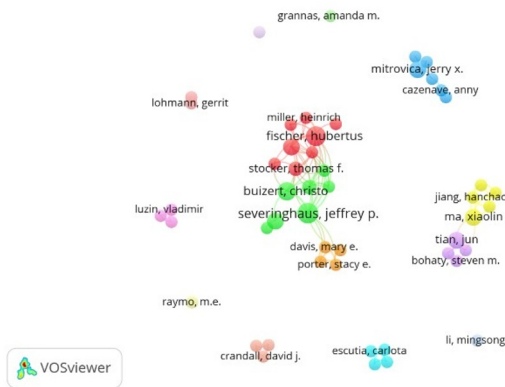 grannas, amanda m.
mitrovica, jerry x.
cazenave, anny
lohmann, gerrit
miller, heinrich
fischer, hubertus
stocker, thomas f.
buizert, christo
jiang, hanchao
luzin, vladimir
severinghaus, jeffrey p.
ma, xiaolin
davis, mary e.
tian, jun
porter, stacy e.
bohaty, steven m.
raymo, m.e.
crandall, david j.
escutia, carlota
li, mingsong
VOSviewer